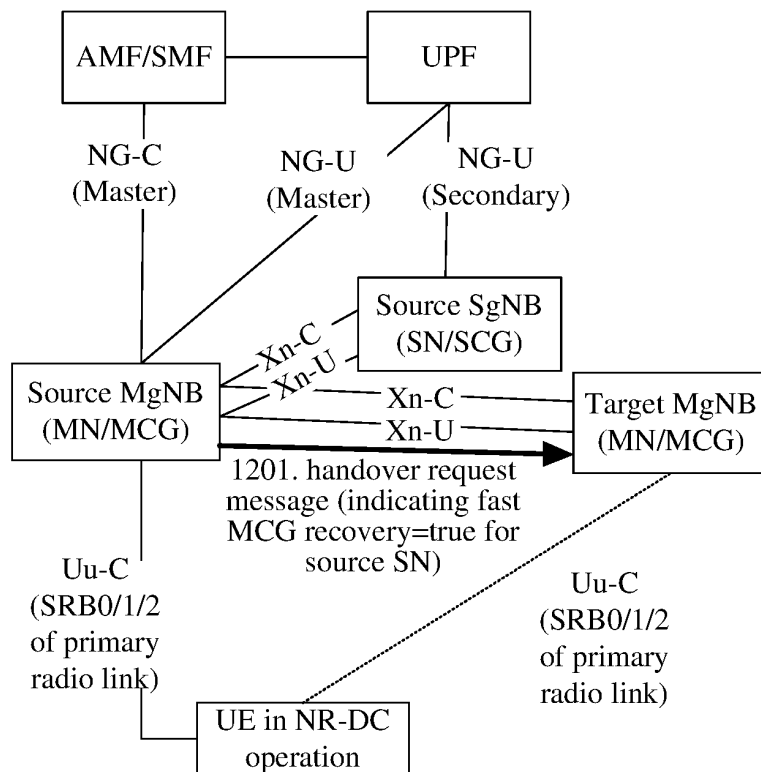 AMF/SMF
UPF
NG-C
(Master)
NG-U
(Master)
NG-U
(Secondary)
Source SgNB
(SN/SCG)
Xn-C
Xn-U
Source MgNB
(MN/MCG)
Xn-C
Xn-U
Target MgNB
(MN/MCG)
1201. handover request
message (indicating fast
MCG recovery=true for
source SN)
Uu-C
(SRB0/1/2
of primary
radio link)
Uu-C
(SRB0/1/2
of primary
radio link)
UE in NR-DC
operation